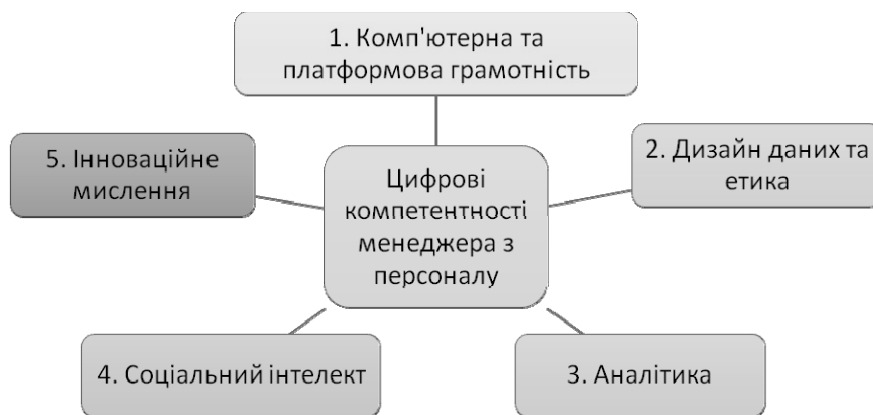 1. Комп'ютерна та
платформова грамотність
5. Інноваційне
мислення
2. Дизайн даних та
етика
Цифрові
компетентності
менеджера з
персоналу
4. Соціальний інтелект
3. Аналітика